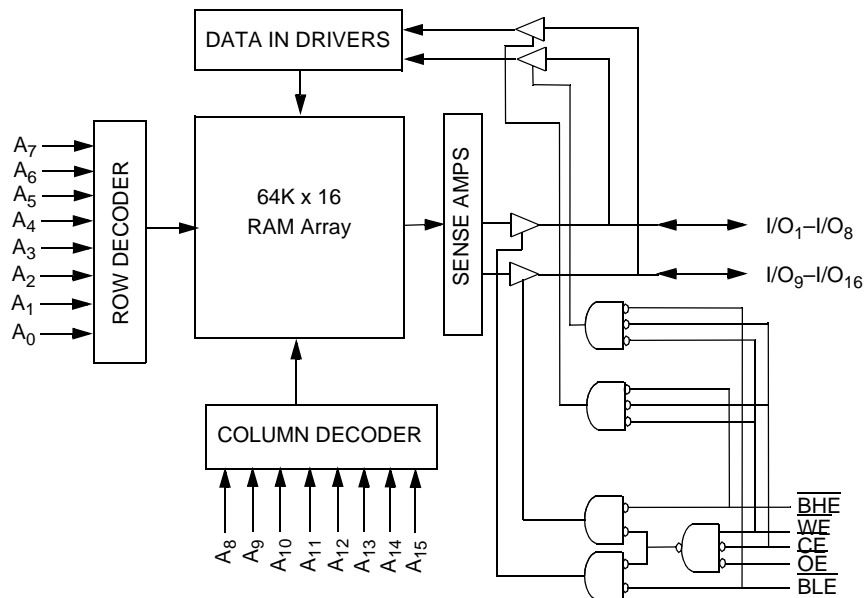 DATA IN DRIVERS
A7
A6
A5
A4
A3
A2
A1
A0
ROW DECODER
64K x 16
RAM Array
SENSE AMPS
I/O1–I/O8
I/O9–I/O16
COLUMN DECODER
A8
A9
A10
A11
A12
A13
A14
A15
BHE
WE
CE
OE
BLE